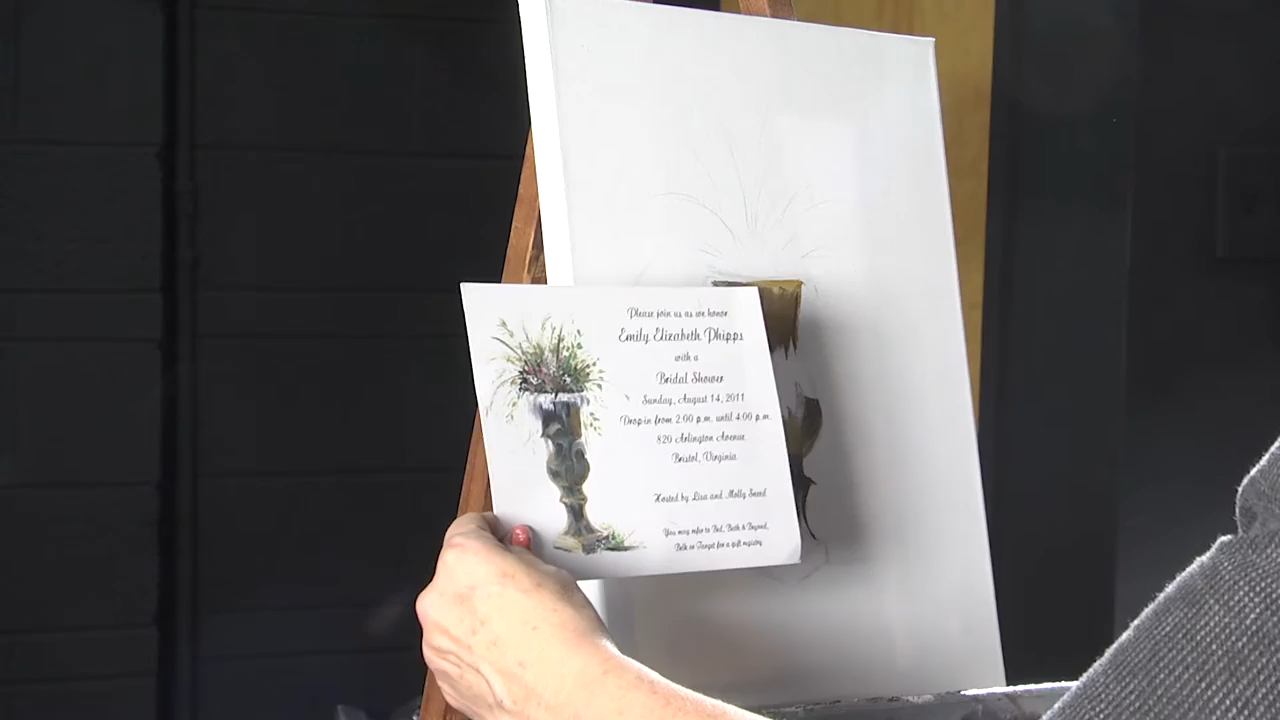 Please join us as we honor
Emily Elizabeth Phipps
with a
Bridal Shower
Sunday, August 14, 2011
Drop in from 2:00 p.m. until 4:00 p.m.
820 Arlington Avenue
Bristol, Virginia
Hosted by Lisa and Molly Sneed
You may refer to Bed, Bath & Beyond,
Belk or Target for a gift registry.